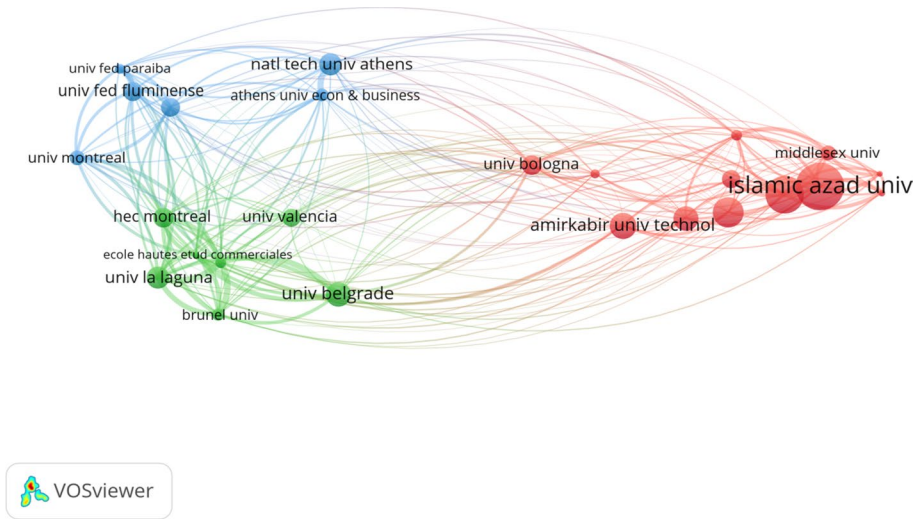 univ fed paraiba
natl tech univ athens
univ fed fluminense
athens univ econ & business
univ montreal
univ bologna
middlesex univ
islamic azad univ
hec montreal
univ valencia
amirkabir univ technol
ecole hautes etud commerciales
univ la laguna
univ belgrade
brunel univ
VOSviewer